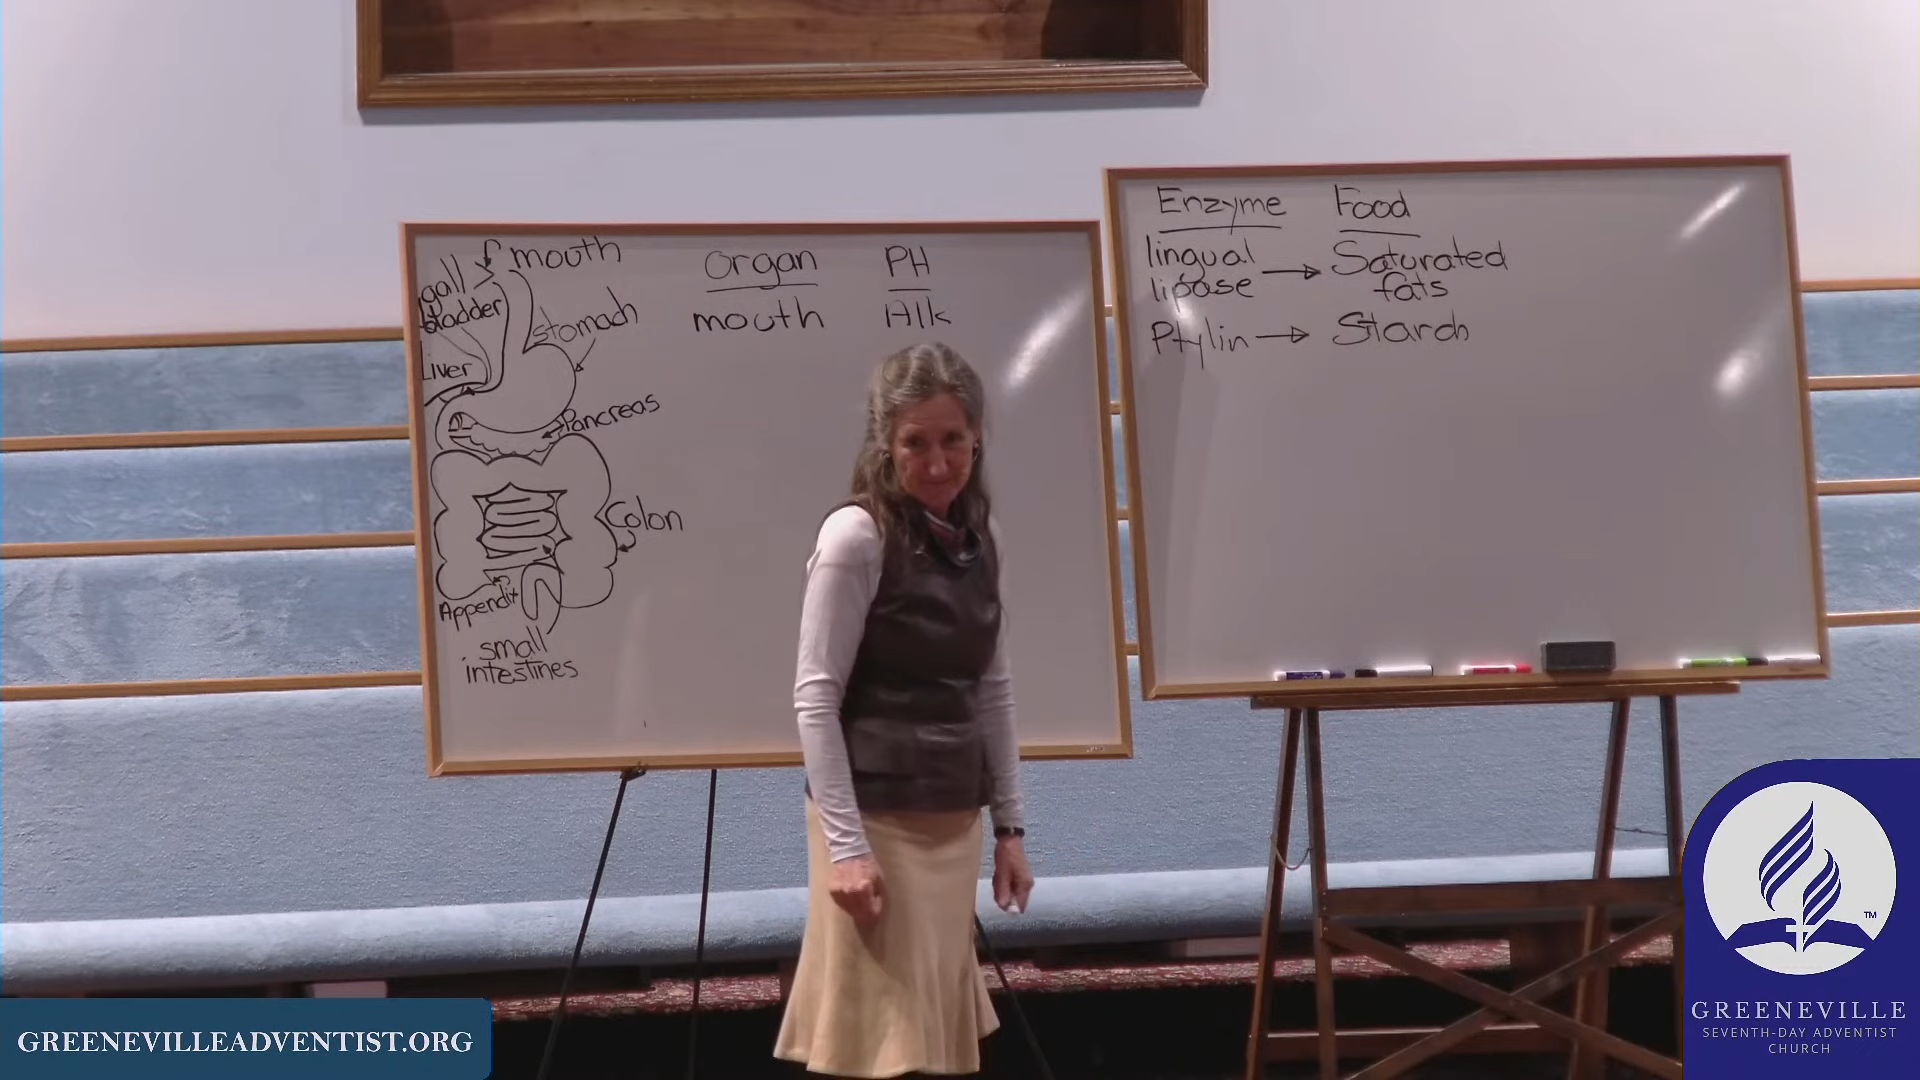 mouth
gall
bladder
stomach
Liver
Pancreas
Colon
Appendix
small
intestines
Organ PH
mouth Alk
Enzyme Food
lingual
lipase → Saturated
fats
Ptylin → Starch
GREENEVILLEADVENTIST.ORG
TM
GREENEVILLE
SEVENTH-DAY ADVENTIST
CHURCH